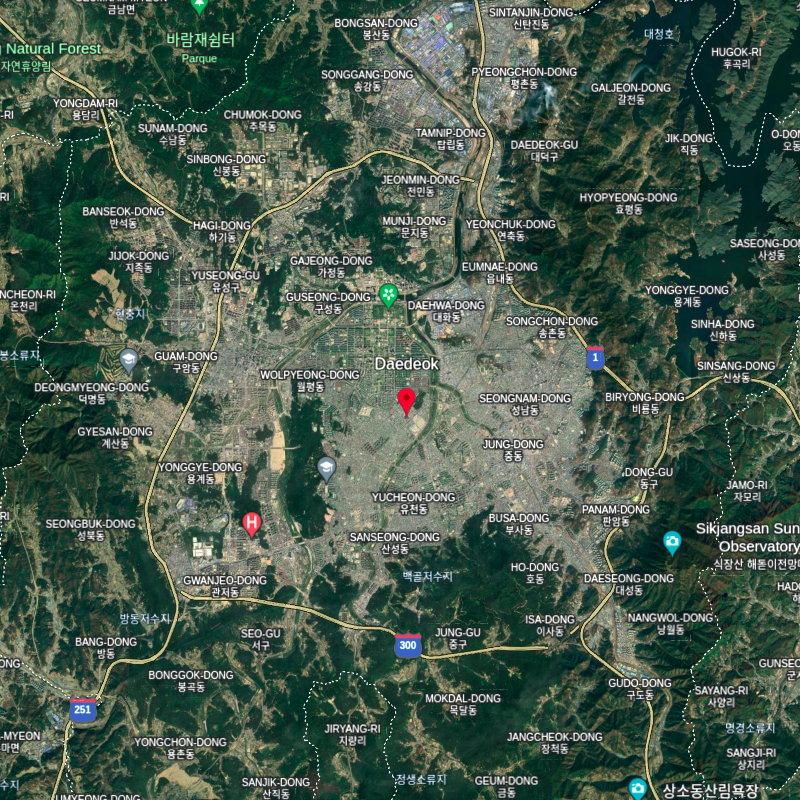 금남면
BONGSAN-DONG
봉산동
SINTANJIN-DONG
신탄진동
대청호
바람재쉼터
Parque
Natural Forest
자연휴양림
HUGOK-RI
후곡리
SONGGANG-DONG
송강동
PYEONGCHON-DONG
평촌동
GALJEON-DONG
갈전동
YONGDAM-RI
용담리
CHUMOK-DONG
추목동
SUNAM-DONG
수남동
TAMNIP-DONG
탑립동
DAEDEOK-GU
대덕구
JIK-DONG
직동
SINBONG-DONG
신봉동
JEONMIN-DONG
전민동
HYOPYEONG-DONG
효평동
BANSEOK-DONG
반석동
HAGI-DONG
하기동
MUNJI-DONG
문지동
YEONCHUK-DONG
연축동
SASEONG-DONG
사성동
JIJOK-DONG
지족동
YUSEONG-GU
유성구
GAJEONG-DONG
가정동
EUMNAE-DONG
읍내동
NCHEON-RI
온천리
GUSEONG-DONG
구성동
DAEHWA-DONG
대화동
YONGGYE-DONG
용계동
SONGCHON-DONG
송촌동
SINHA-DONG
신하동
GUAM-DONG
구암동
Daedeok
1
WOLPYEONG-DONG
월평동
SINSANG-DONG
신상동
DEONGMYEONG-DONG
덕명동
SEONGNAM-DONG
성남동
BIRYONG-DONG
비룡동
GYESAN-DONG
계산동
JUNG-DONG
중동
YONGGYE-DONG
용계동
DONG-GU
동구
JAMO-RI
자모리
YUCHEON-DONG
유천동
SEONGBUK-DONG
성북동
H
BUSA-DONG
부사동
PANAM-DONG
판암동
SANSEONG-DONG
산성동
Sikjangsan Sun
Observatory
식장산 해돋이전망
GWANJEO-DONG
관저동
HO-DONG
호동
DAESEONG-DONG
대성동
방동저수지
SEO-GU
서구
JUNG-GU
중구
ISA-DONG
이사동
NANGWOL-DONG
낭월동
BANG-DONG
방동
300
BONGGOK-DONG
봉곡동
GUDO-DONG
구도동
251
MOKDAL-DONG
목달동
SAYANG-RI
사양리
JIRYANG-RI
지량리
명경소류지
YONGCHON-DONG
용촌동
JANGCHEOK-DONG
장척동
SANGJI-RI
상지리
SANJIK-DONG
산직동
정생소류지
GEUM-DONG
금동
상소동산림욕장